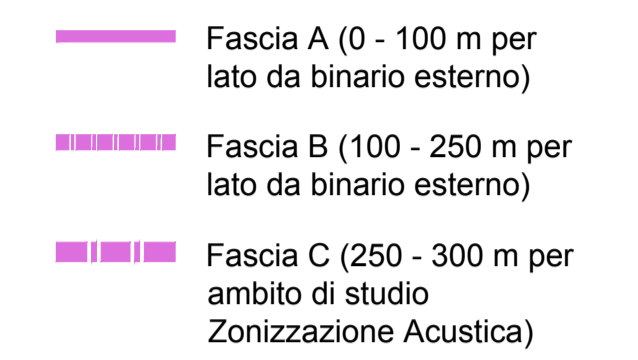 Fascia A (0 - 100 m per
lato da binario esterno)
Fascia B (100 - 250 m per
lato da binario esterno)
Fascia C (250 - 300 m per
ambito di studio
Zonizzazione Acustica)